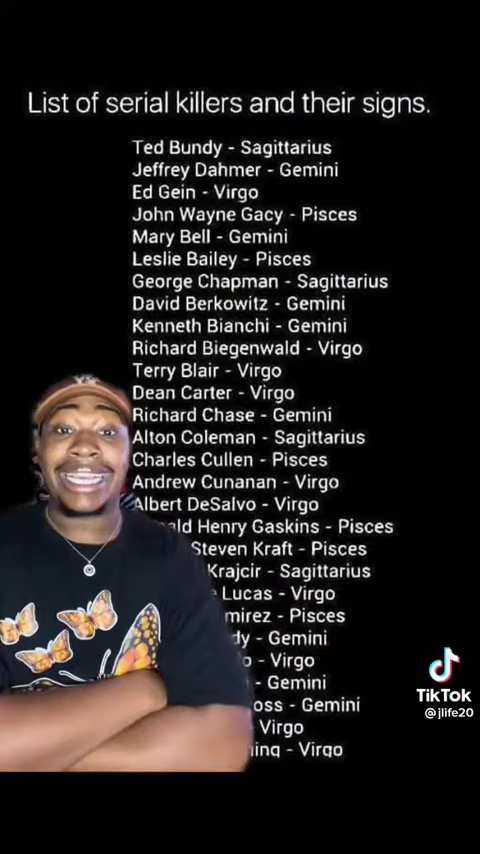 List of serial killers and their signs.
Ted Bundy - Sagittarius
Jeffrey Dahmer - Gemini
Ed Gein - Virgo
John Wayne Gacy - Pisces
Mary Bell - Gemini
Leslie Bailey - Pisces
George Chapman - Sagittarius
David Berkowitz - Gemini
Kenneth Bianchi - Gemini
Richard Biegenwald - Virgo
Terry Blair - Virgo
Dean Carter - Virgo
Richard Chase - Gemini
Alton Coleman - Sagittarius
Charles Cullen - Pisces
Andrew Cunanan - Virgo
Albert DeSalvo - Virgo
Henry Gaskins - Pisces
Steven Kraft - Pisces
Krajcir - Sagittarius
Lucas - Virgo
- Pisces
- Gemini
- Virgo
- Gemini
- Gemini
Virgo
- Virgo
TikTok
@jlife20